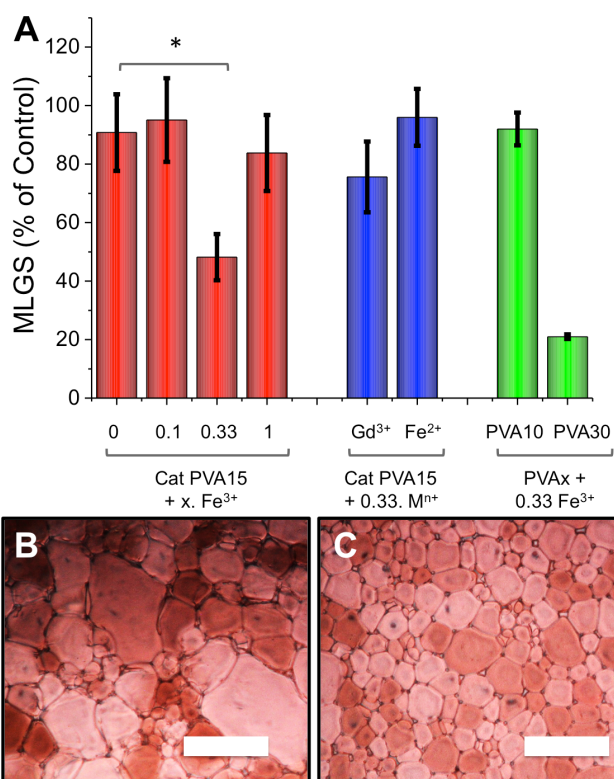 A
*
120
100
80
60
40
20
0
MLGS (% of Control)
0 0.1 0.33 1 Gd³⁺ Fe²⁺ PVA10 PVA30
Cat PVA15 Cat PVA15 PVAx +
+ x. Fe³⁺ + 0.33. Mⁿ⁺ 0.33 Fe³⁺
B C